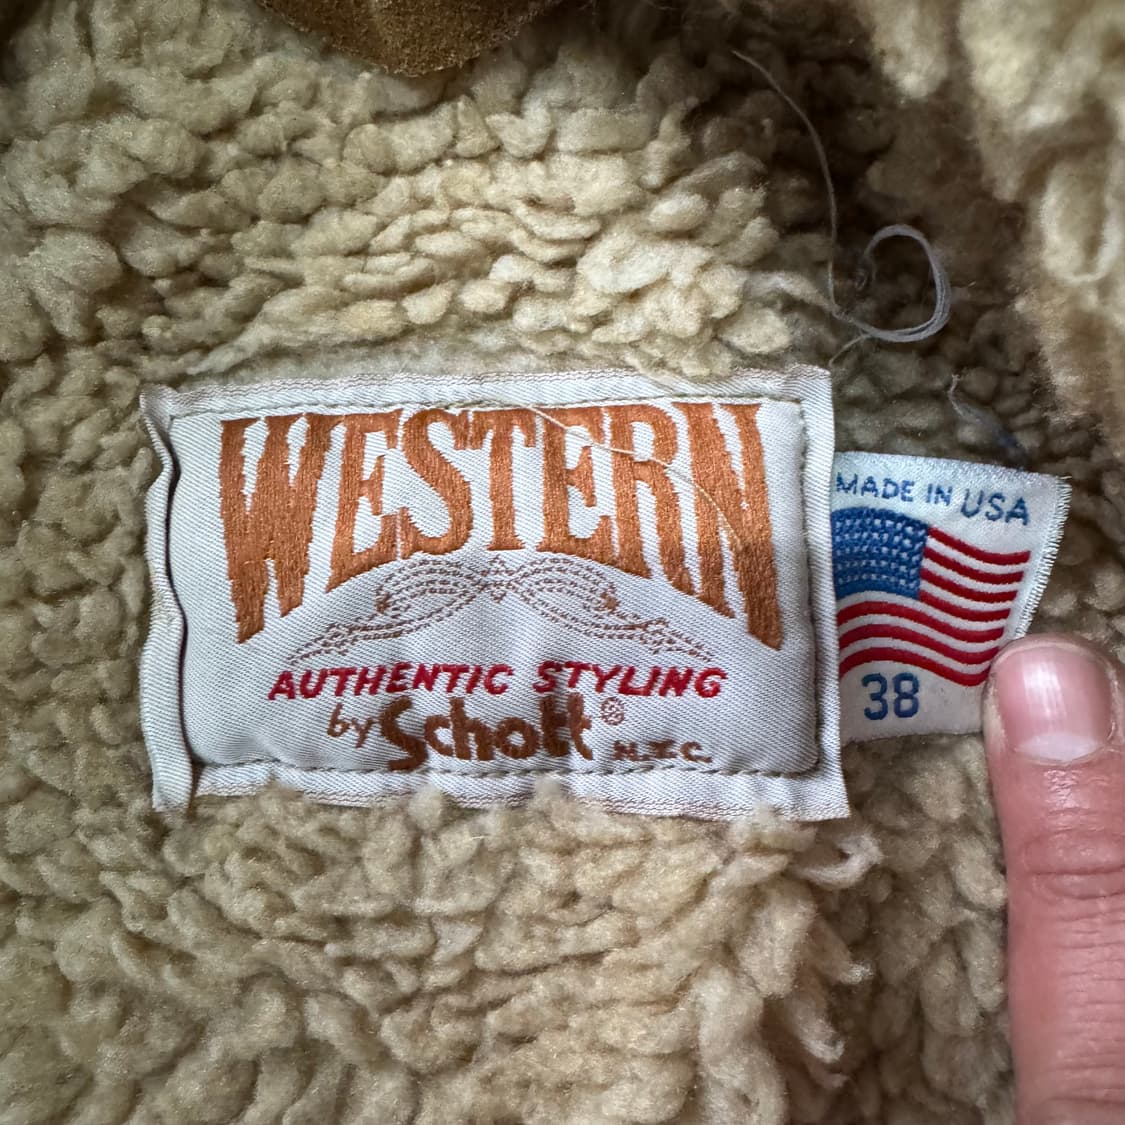 WESTERN
AUTHENTIC STYLING
by Schott® N.Y.C.
MADE IN USA
38